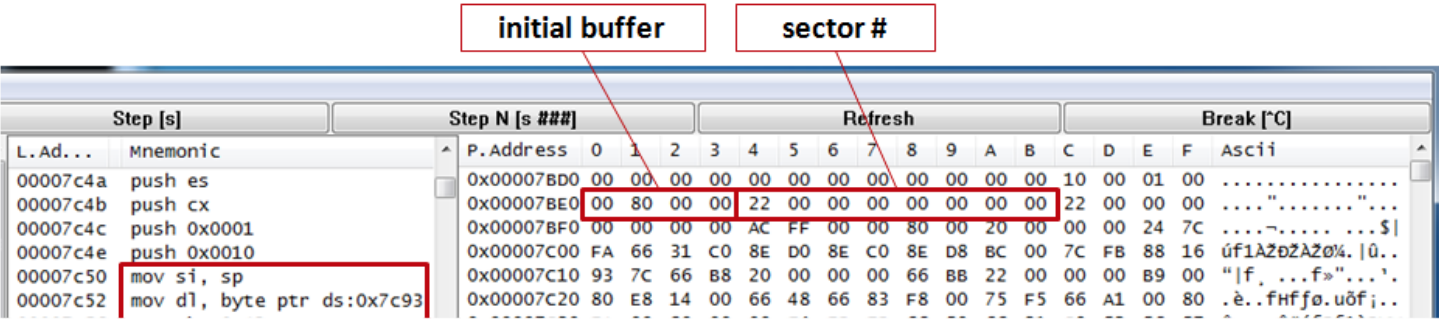 initial buffer sector #
Step [s] Step N [s ###] Refresh Break [^C]
L.Ad... Mnemonic P.Address 0 1 2 3 4 5 6 7 8 9 A B C D E F Ascii
00007c4a push es 0x00007BD0 00 00 00 00 00 00 00 00 00 00 00 00 10 00 01 00 ................
00007c4b push cx 0x00007BE0 00 80 00 00 22 00 00 00 00 00 00 00 22 00 00 00 ...."......."...
00007c4c push 0x0001 0x00007BF0 00 00 00 00 AC FF 00 00 80 00 20 00 00 00 24 7C ....¬..... ...$|
00007c4e push 0x0010 0x00007C00 FA 66 31 C0 8E D0 8E C0 8E D8 BC 00 7C FB 88 16 úf1ÀŽÐŽÀŽØ¼.|û..
00007c50 mov si, sp 0x00007C10 93 7C 66 B8 20 00 00 00 66 BB 22 00 00 00 B9 00 “|f¸ ...f»"...¹.
00007c52 mov dl, byte ptr ds:0x7c93 0x00007C20 80 E8 14 00 66 48 66 83 F8 00 75 F5 66 A1 00 80 .è..fHfƒø.uõf¡..